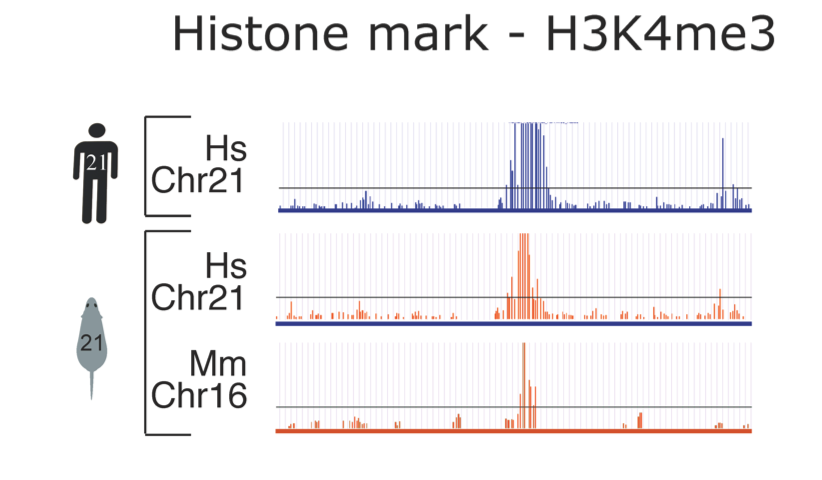 Histone mark - H3K4me3
21
Hs
Chr21
Hs
Chr21
21
Mm
Chr16